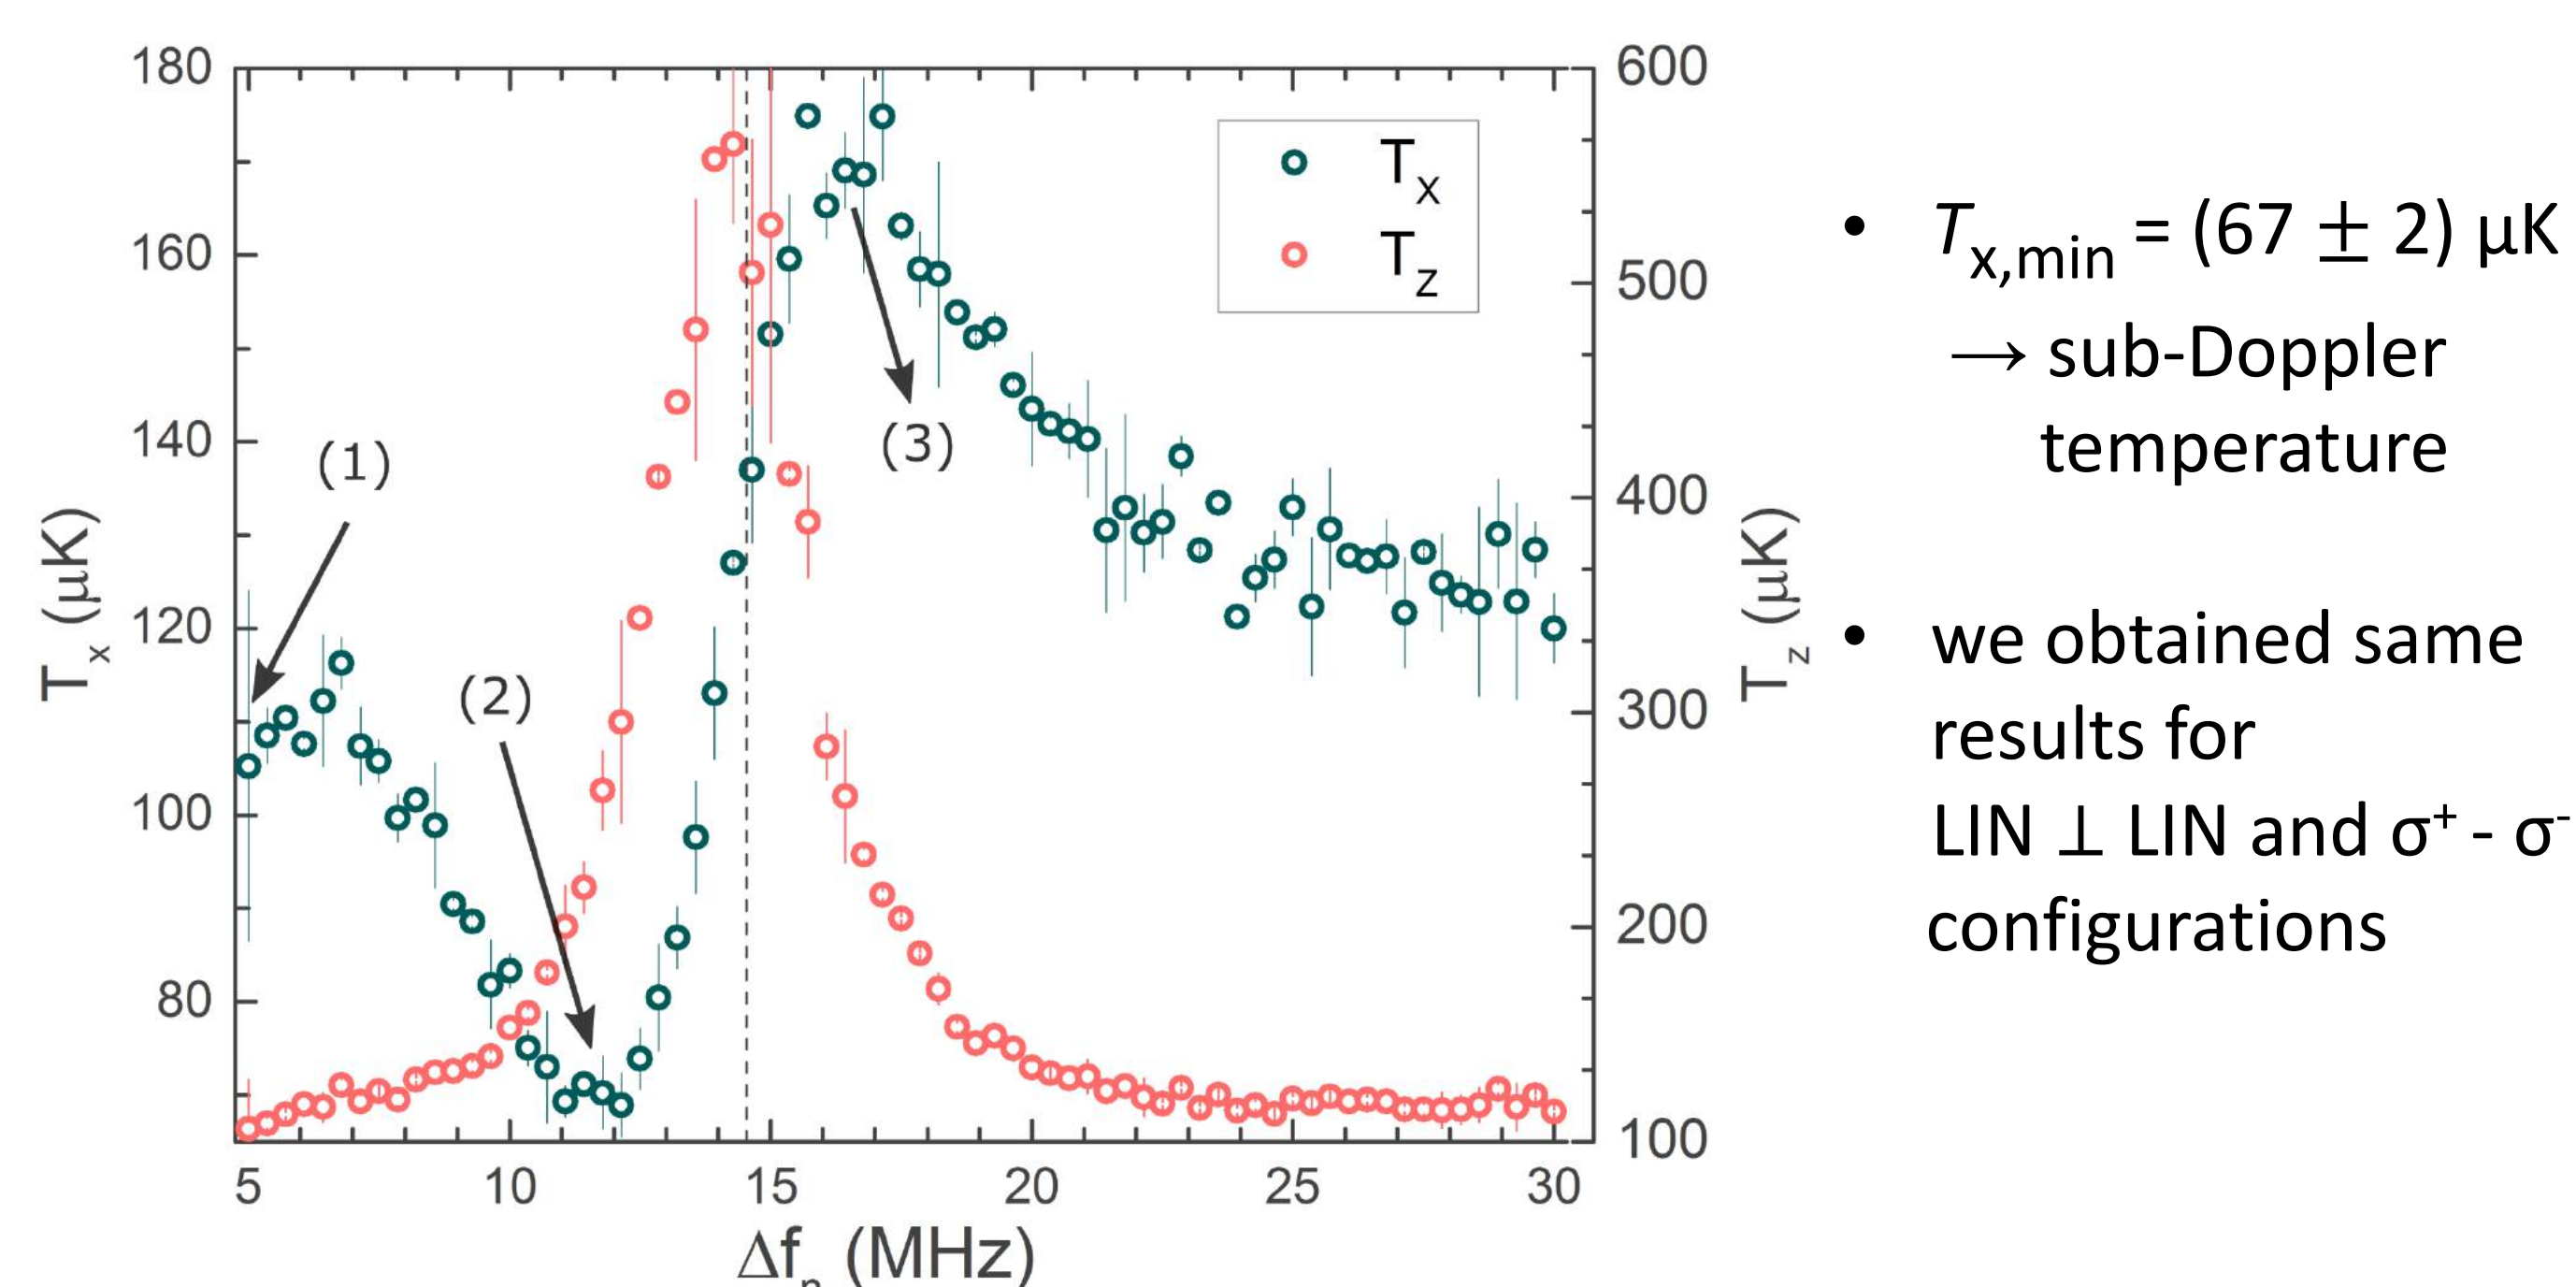 180
160
140
120
100
80
T_x (μK)
600
500
400
300
200
100
T_z (μK)
T_x
T_z
(1)
(2)
(3)
5 10 15 20 25 30
Δf_n (MHz)
• T_x,min = (67 ± 2) μK
→ sub-Doppler
temperature
• we obtained same
results for
LIN ⊥ LIN and σ⁺ - σ⁻
configurations